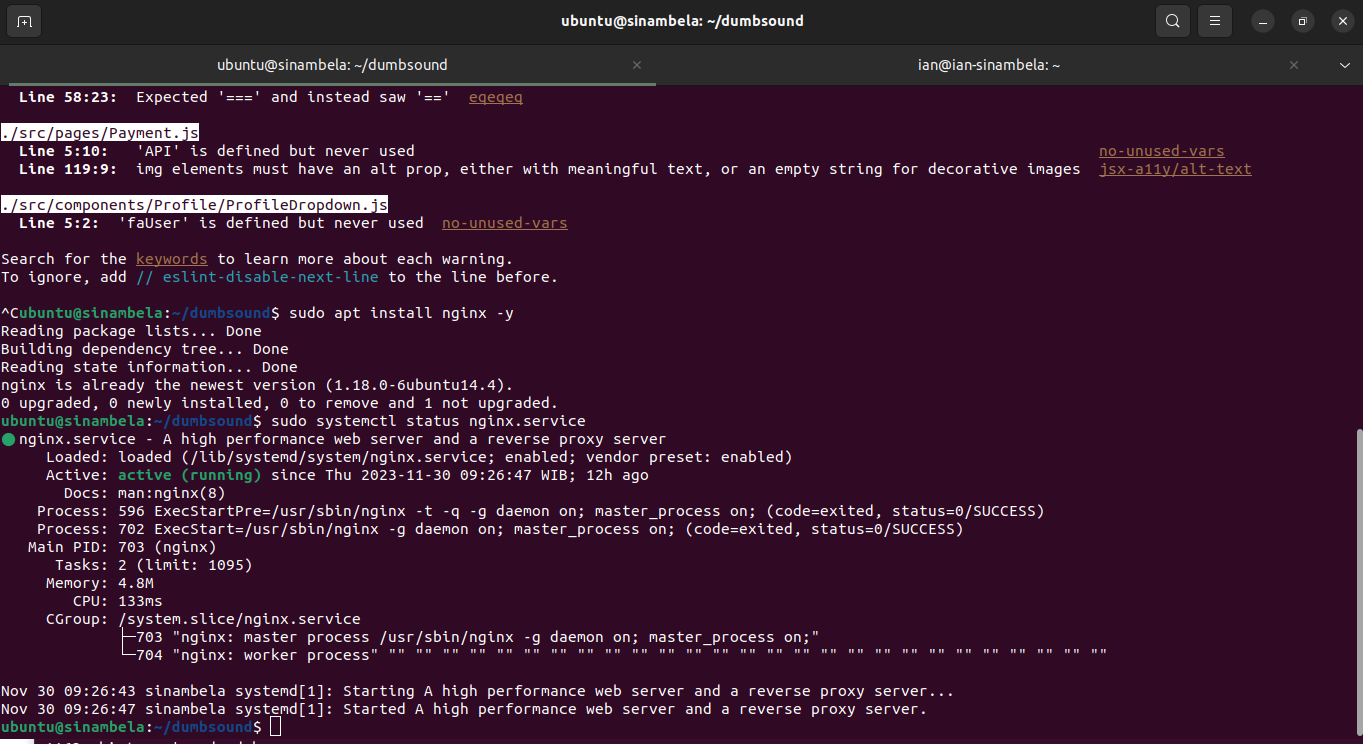 ubuntu@sinambela: ~/dumbsound
ubuntu@sinambela: ~/dumbsound
ian@ian-sinambela: ~
Line 58:23:  Expected '===' and instead saw '=='  eqeqeq
./src/pages/Payment.js
Line 5:10:   'API' is defined but never used   no-unused-vars
Line 119:9:  img elements must have an alt prop, either with meaningful text, or an empty string for decorative images  jsx-a11y/alt-text
./src/components/Profile/ProfileDropdown.js
Line 5:2:  'faUser' is defined but never used  no-unused-vars
Search for the keywords to learn more about each warning.
To ignore, add // eslint-disable-next-line to the line before.
^Cubuntu@sinambela:~/dumbsound$ sudo apt install nginx -y
Reading package lists... Done
Building dependency tree... Done
Reading state information... Done
nginx is already the newest version (1.18.0-6ubuntu14.4).
0 upgraded, 0 newly installed, 0 to remove and 1 not upgraded.
ubuntu@sinambela:~/dumbsound$ sudo systemctl status nginx.service
nginx.service - A high performance web server and a reverse proxy server
Loaded: loaded (/lib/systemd/system/nginx.service; enabled; vendor preset: enabled)
Active: active (running) since Thu 2023-11-30 09:26:47 WIB; 12h ago
Docs: man:nginx(8)
Process: 596 ExecStartPre=/usr/sbin/nginx -t -q -g daemon on; master_process on; (code=exited, status=0/SUCCESS)
Process: 702 ExecStart=/usr/sbin/nginx -g daemon on; master_process on; (code=exited, status=0/SUCCESS)
Main PID: 703 (nginx)
Tasks: 2 (limit: 1095)
Memory: 4.8M
CPU: 133ms
CGroup: /system.slice/nginx.service
├─703 "nginx: master process /usr/sbin/nginx -g daemon on; master_process on;"
└─704 "nginx: worker process" "" "" "" "" "" "" "" "" "" "" "" "" "" "" "" "" "" "" "" "" "" "" "" "" "" "" ""
Nov 30 09:26:43 sinambela systemd[1]: Starting A high performance web server and a reverse proxy server...
Nov 30 09:26:47 sinambela systemd[1]: Started A high performance web server and a reverse proxy server.
ubuntu@sinambela:~/dumbsound$